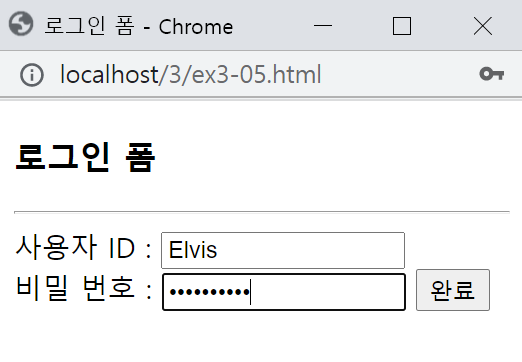 로그인 폼 - Chrome
localhost/3/ex3-05.html
로그인 폼
사용자 ID : Elvis
비밀 번호 : •••••••••• 완료